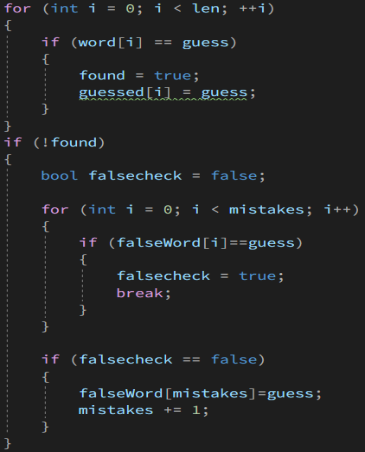 for (int i = 0; i < len; ++i)
{
    if (word[i] == guess)
    {
        found = true;
        guessed[i] = guess;
    }
}
if (!found)
{
    bool falsecheck = false;

    for (int i = 0; i < mistakes; i++)
    {
        if (falseWord[i]==guess)
        {
            falsecheck = true;
            break;
        }
    }

    if (falsecheck == false)
    {
        falseWord[mistakes]=guess;
        mistakes += 1;
    }
}